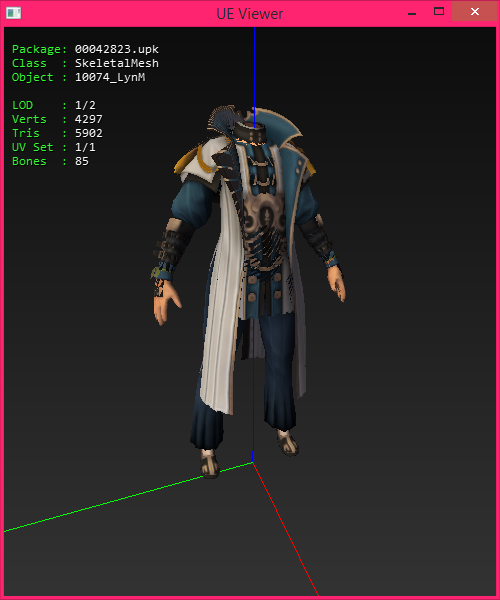 UE Viewer
Package: 00042823.upk
Class : SkeletalMesh
Object : 10074_LynM
LOD : 1/2
Verts : 4297
Tris : 5902
UV Set : 1/1
Bones : 85